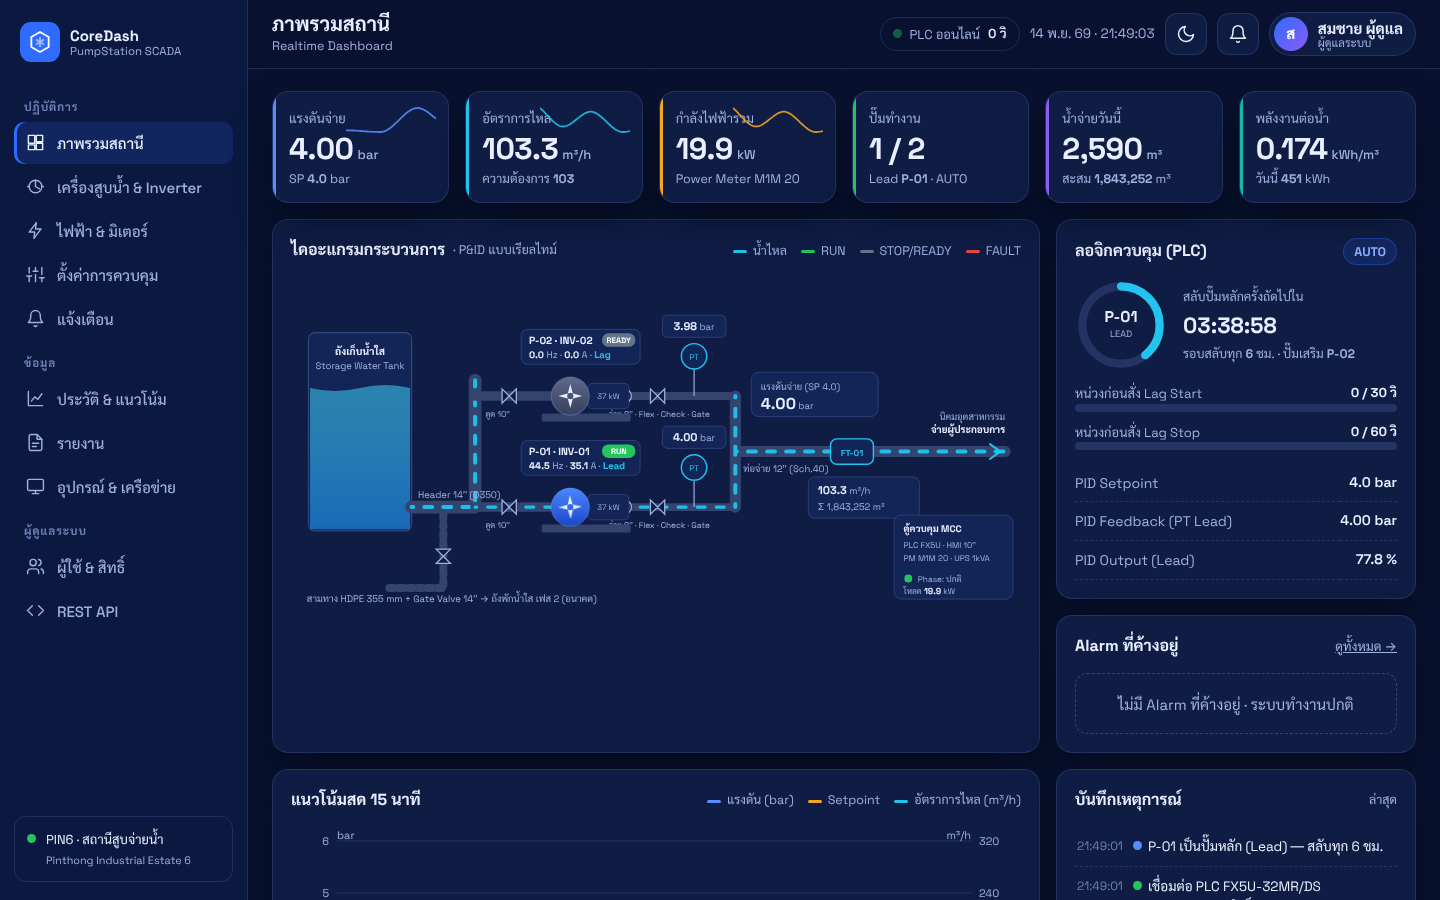 CoreDash
PumpStation SCADA
ปฏิบัติการ
ภาพรวมสถานี
เครื่องสูบน้ำ & Inverter
ไฟฟ้า & มิเตอร์
ตั้งค่าการควบคุม
แจ้งเตือน
ข้อมูล
ประวัติ & แนวโน้ม
รายงาน
อุปกรณ์ & เครือข่าย
ผู้ดูแลระบบ
ผู้ใช้ & สิทธิ์
REST API
PIN6 · สถานีสูบจ่ายน้ำ
Pinthong Industrial Estate 6
ภาพรวมสถานี
Realtime Dashboard
PLC ออนไลน์ 0 วิ
14 พ.ย. 69 · 21:49:03
ส
สมชาย ผู้ดูแล
ผู้ดูแลระบบ
แรงดันจ่าย
4.00 bar
SP 4.0 bar
อัตราการไหล
103.3 m³/h
ความต้องการ 103
กำลังไฟฟ้ารวม
19.9 kW
Power Meter M1M 20
ปั๊มทำงาน
1 / 2
Lead P-01 · AUTO
น้ำจ่ายวันนี้
2,590 m³
สะสม 1,843,252 m³
พลังงานต่อน้ำ
0.174 kWh/m³
วันนี้ 451 kWh
ไดอะแกรมกระบวนการ · P&ID แบบเรียลไทม์
น้ำไหล
RUN
STOP/READY
FAULT
ถังเก็บน้ำใส
Storage Water Tank
P-02 · INV-02 READY
0.0 Hz · 0.0 A · Lag
3.98 bar
PT
37 kW
ดูด 10"
· Flex · Check · Gate
P-01 · INV-01 RUN
44.5 Hz · 35.1 A · Lead
4.00 bar
PT
37 kW
ดูด 10"
· Flex · Check · Gate
Header 14"
แรงดันจ่าย (SP 4.0)
4.00 bar
นิคมอุตสาหกรรม
จ่ายผู้ประกอบการ
FT-01
ท่อจ่าย 12" (Sch.40)
103.3 m³/h
Σ 1,843,252 m³
ตู้ควบคุม MCC
PLC FX5U · HMI 10"
PM M1M 20 · UPS 1kVA
Phase: ปกติ
โหลด 19.9 kW
สามทาง HDPE 355 mm + Gate Valve 14" → ถังพักน้ำใส เฟส 2 (อนาคต)
ลอจิกควบคุม (PLC)
AUTO
P-01
LEAD
สลับปั๊มหลักครั้งถัดไปใน
03:38:58
รอบสลับทุก 6 ชม. · ปั๊มเสริม P-02
หน่วงก่อนสั่ง Lag Start 0 / 30 วิ
หน่วงก่อนสั่ง Lag Stop 0 / 60 วิ
PID Setpoint 4.0 bar
PID Feedback (PT Lead) 4.00 bar
PID Output (Lead) 77.8 %
Alarm ที่ค้างอยู่
ดูทั้งหมด →
ไม่มี Alarm ที่ค้างอยู่ · ระบบทำงานปกติ
แนวโน้มสด 15 นาที
แรงดัน (bar)
Setpoint
อัตราการไหล (m³/h)
bar
m³/h
6
320
5
240
บันทึกเหตุการณ์
ล่าสุด
21:49:01 P-01 เป็นปั๊มหลัก (Lead) — สลับทุก 6 ชม.
21:49:01 เชื่อมต่อ PLC FX5U-32MR/DS